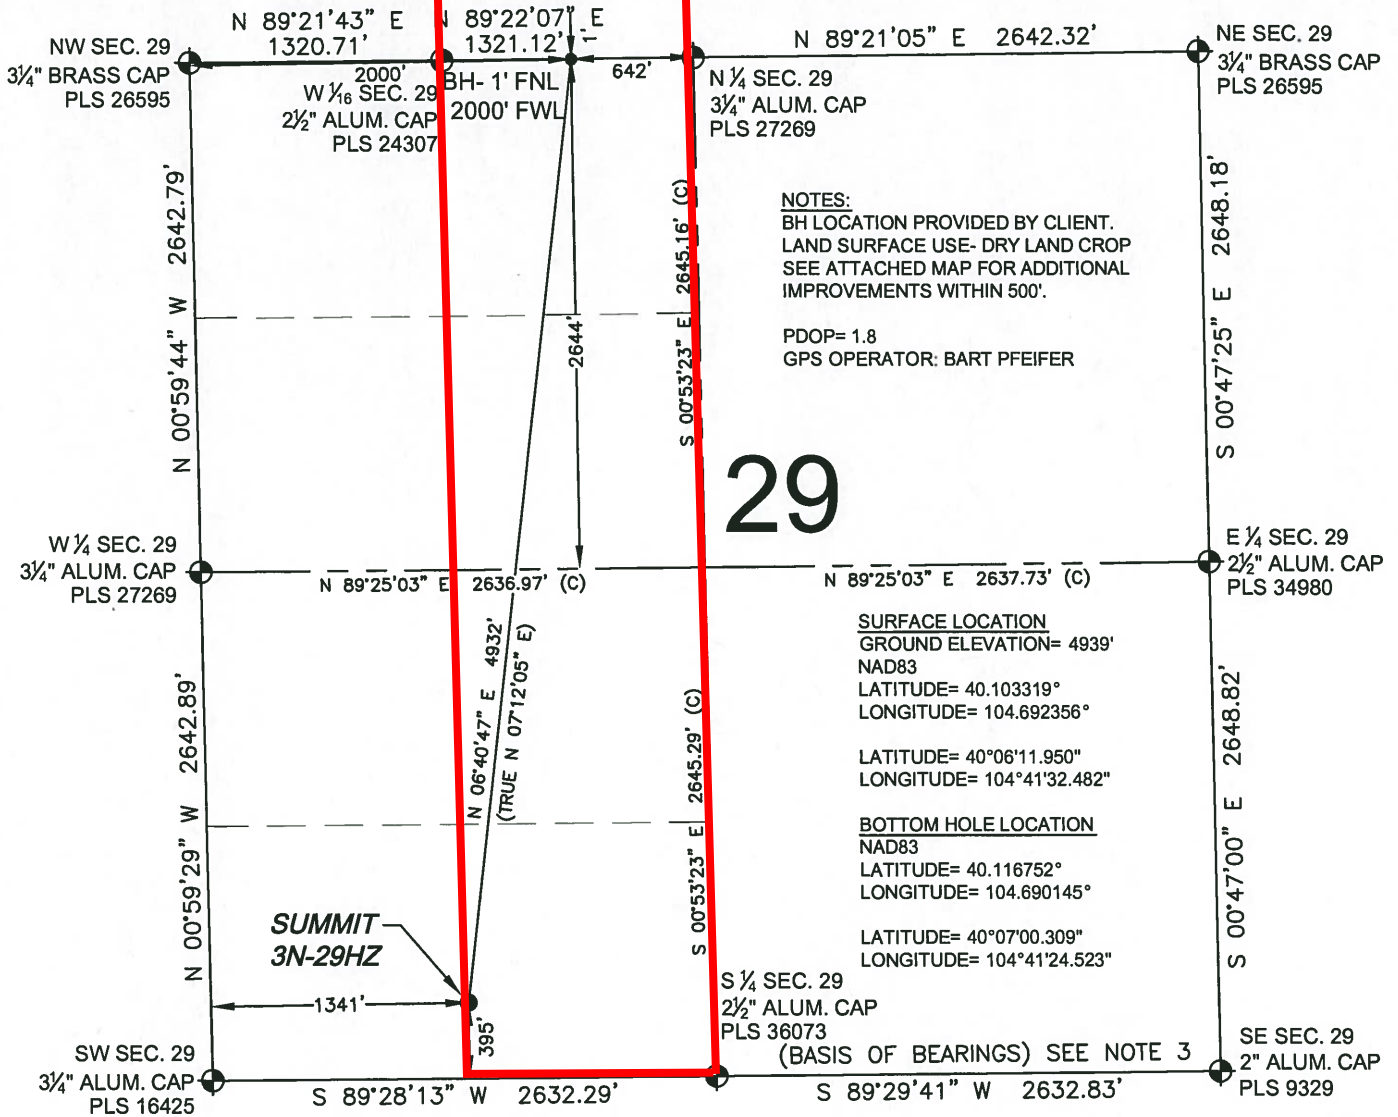 N 89°21'43" E
1320.71'
N 89°22'07" E
1321.12'
1'
N 89°21'05" E 2642.32'
NW SEC. 29
3¼" BRASS CAP
PLS 26595
NE SEC. 29
3¼" BRASS CAP
PLS 26595
2000'
642'
W 1⁄16 SEC. 29
2½" ALUM. CAP
PLS 24307
BH- 1' FNL
2000' FWL
N ¼ SEC. 29
3¼" ALUM. CAP
PLS 27269
N 00°59'44" W 2642.79'
2644'
S 00°53'23" E 2645.16' (C)
NOTES:
BH LOCATION PROVIDED BY CLIENT.
LAND SURFACE USE- DRY LAND CROP
SEE ATTACHED MAP FOR ADDITIONAL
IMPROVEMENTS WITHIN 500'.
PDOP= 1.8
GPS OPERATOR: BART PFEIFER
S 00°47'25" E 2648.18'
29
W ¼ SEC. 29
3¼" ALUM. CAP
PLS 27269
N 89°25'03" E 2636.97' (C)
N 89°25'03" E 2637.73' (C)
E ¼ SEC. 29
2½" ALUM. CAP
PLS 34980
N 00°59'29" W 2642.89'
N 06°40'47" E 4932'
(TRUE N 07°12'05" E)
S 00°53'23" E 2645.29' (C)
SURFACE LOCATION
GROUND ELEVATION= 4939'
NAD83
LATITUDE= 40.103319°
LONGITUDE= 104.692356°
LATITUDE= 40°06'11.950"
LONGITUDE= 104°41'32.482"
BOTTOM HOLE LOCATION
NAD83
LATITUDE= 40.116752°
LONGITUDE= 104.690145°
LATITUDE= 40°07'00.309"
LONGITUDE= 104°41'24.523"
S 00°47'00" E 2648.82'
SUMMIT
3N-29HZ
1341'
395'
S ¼ SEC. 29
2½" ALUM. CAP
PLS 36073
(BASIS OF BEARINGS) SEE NOTE 3
SW SEC. 29
3¼" ALUM. CAP
PLS 16425
S 89°28'13" W 2632.29'
S 89°29'41" W 2632.83'
SE SEC. 29
2" ALUM. CAP
PLS 9329